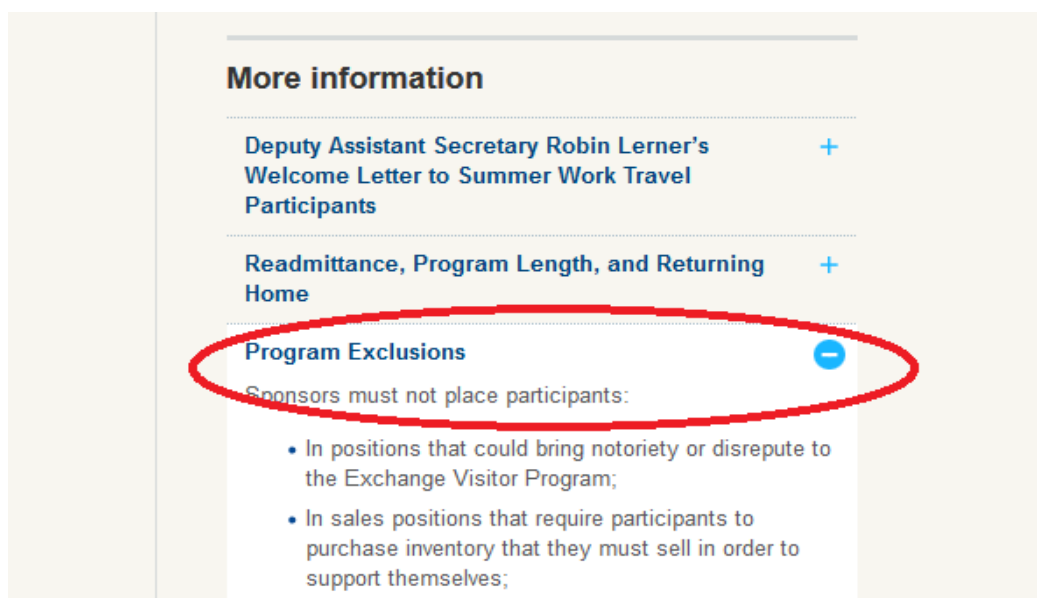 More information
Deputy Assistant Secretary Robin Lerner's
Welcome Letter to Summer Work Travel
Participants
Readmittance, Program Length, and Returning
Home
Program Exclusions
Sponsors must not place participants:
• In positions that could bring notoriety or disrepute to
the Exchange Visitor Program;
• In sales positions that require participants to
purchase inventory that they must sell in order to
support themselves;